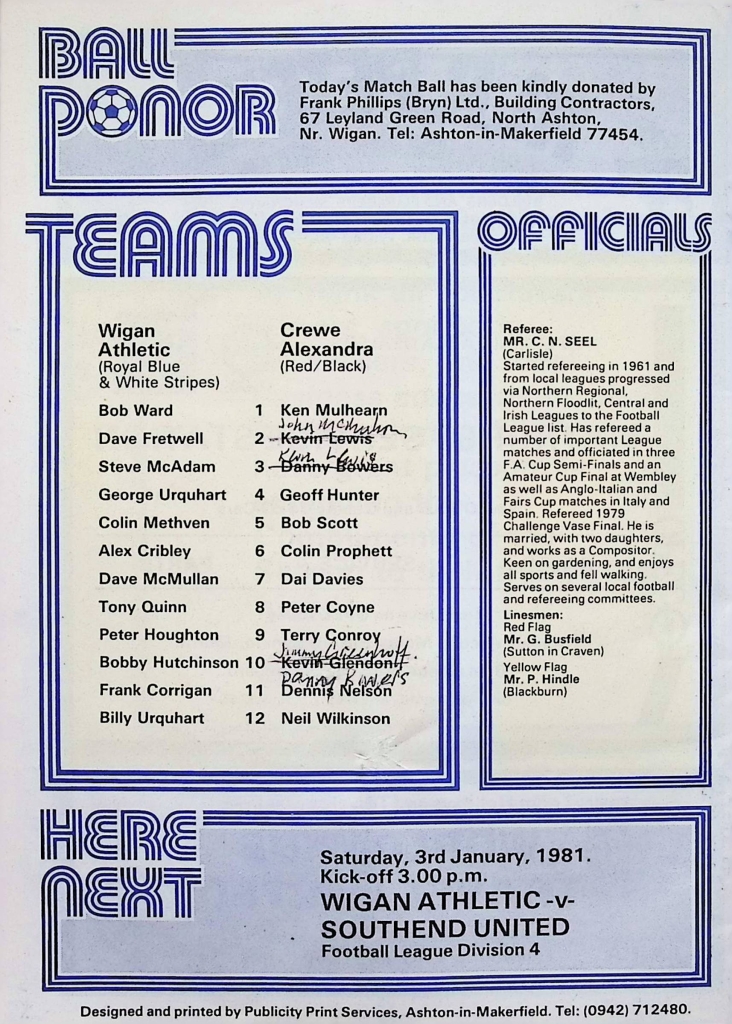 BALL
DONOR
Today's Match Ball has been kindly donated by
Frank Phillips (Bryn) Ltd., Building Contractors,
67 Leyland Green Road, North Ashton,
Nr. Wigan. Tel: Ashton-in-Makerfield 77454.
TEAMS
Wigan
Athletic
(Royal Blue
& White Stripes)
Crewe
Alexandra
(Red/Black)
Bob Ward 1 Ken Mulhearn
John McMahon
Dave Fretwell 2 Kevin Lewis
Kevin Lewis
Steve McAdam 3 Danny Bowers
George Urquhart 4 Geoff Hunter
Colin Methven 5 Bob Scott
Alex Cribley 6 Colin Prophett
Dave McMullan 7 Dai Davies
Tony Quinn 8 Peter Coyne
Peter Houghton 9 Terry Conroy
Jimmy Greenhoff.
Bobby Hutchinson 10 Kevin Glendon
Danny Bowers
Frank Corrigan 11 Dennis Nelson
Billy Urquhart 12 Neil Wilkinson
OFFICIALS
Referee:
MR. C. N. SEEL
(Carlisle)
Started refereeing in 1961 and
from local leagues progressed
via Northern Regional,
Northern Floodlit, Central and
Irish Leagues to the Football
League list. Has refereed a
number of important League
matches and officiated in three
F.A. Cup Semi-Finals and an
Amateur Cup Final at Wembley
as well as Anglo-Italian and
Fairs Cup matches in Italy and
Spain. Refereed 1979
Challenge Vase Final. He is
married, with two daughters,
and works as a Compositor.
Keen on gardening, and enjoys
all sports and fell walking.
Serves on several local football
and refereeing committees.
Linesmen:
Red Flag
Mr. G. Busfield
(Sutton in Craven)
Yellow Flag
Mr. P. Hindle
(Blackburn)
HERE
NEXT
Saturday, 3rd January, 1981.
Kick-off 3.00 p.m.
WIGAN ATHLETIC -v-
SOUTHEND UNITED
Football League Division 4
Designed and printed by Publicity Print Services, Ashton-in-Makerfield. Tel: (0942) 712480.